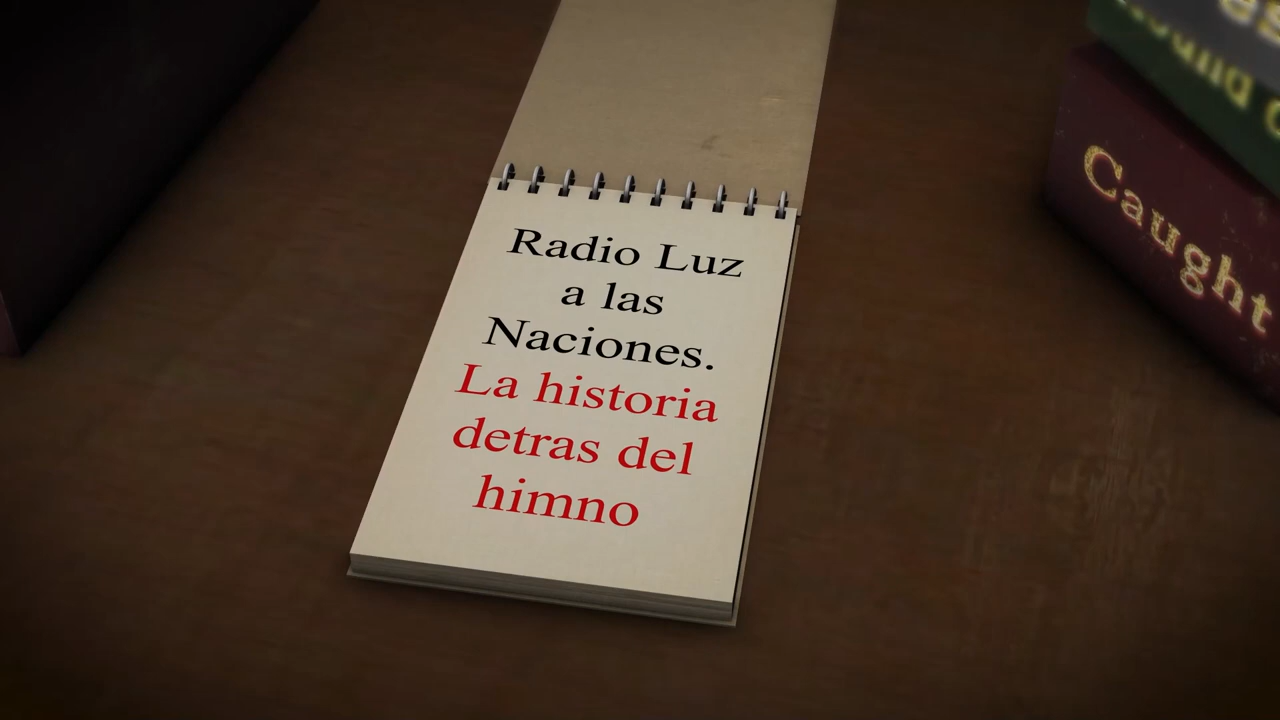 Radio Luz
a las
Naciones.
La historia
detras del
himno
Caught